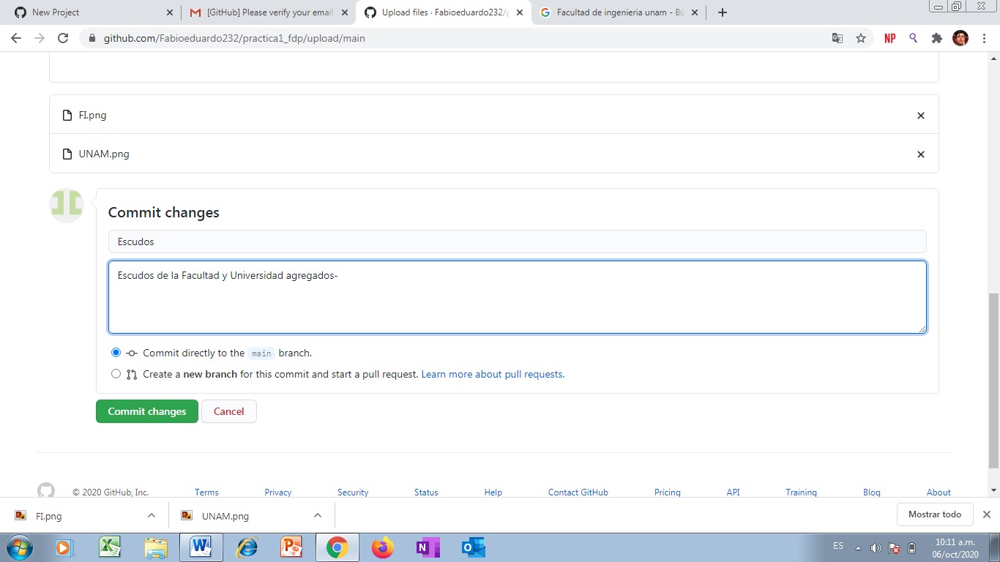 New Project
[GitHub] Please verify your email
Upload files · Fabioeduardo232/p
Facultad de ingenieria unam - Bú
github.com/Fabioeduardo232/practica1_fdp/upload/main
NP
FI.png
UNAM.png
Commit changes
Escudos
Escudos de la Facultad y Universidad agregados-
Commit directly to the main branch.
Create a new branch for this commit and start a pull request. Learn more about pull requests.
Commit changes Cancel
© 2020 GitHub, Inc. Terms Privacy Security Status Help Contact GitHub Pricing API Training Blog About
FI.png UNAM.png Mostrar todo
ES 10:11 a.m.
06/oct/2020